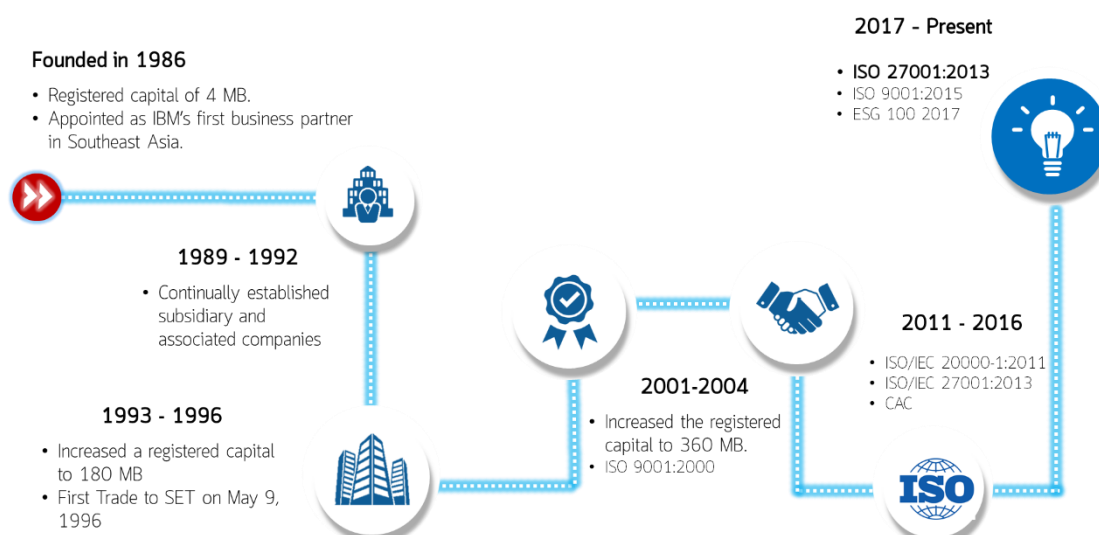 Founded in 1986
• Registered capital of 4 MB.
• Appointed as IBM's first business partner
in Southeast Asia.
1989 - 1992
• Continually established
subsidiary and
associated companies
1993 - 1996
• Increased a registered capital
to 180 MB
• First Trade to SET on May 9,
1996
2001-2004
• Increased the registered
capital to 360 MB.
• ISO 9001:2000
2011 - 2016
• ISO/IEC 20000-1:2011
• ISO/IEC 27001:2013
• CAC
ISO
2017 - Present
• ISO 27001:2013
• ISO 9001:2015
• ESG 100 2017